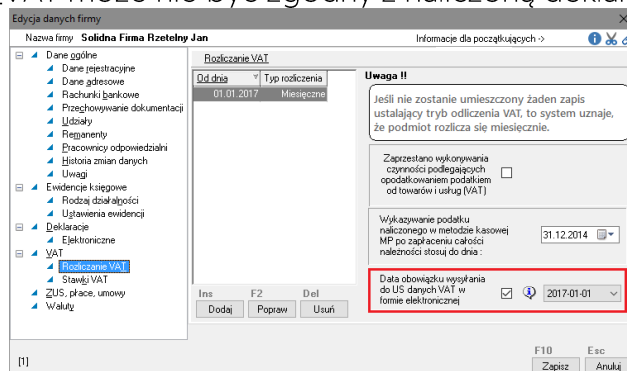 VAT może nie być zgodny z naliczoną deklar
Edycja danych firmy
Nazwa firmy Solidna Firma Rzetelny Jan
Informacje dla początkujących ->
Dane ogólne
Dane rejestracyjne
Dane adresowe
Rachunki bankowe
Przechowywanie dokumentacji
Udziały
Remanenty
Pracownicy odpowiedzialni
Historia zmian danych
Uwagi
Ewidencje księgowe
Rodzaj działalności
Ustawienia ewidencji
Deklaracje
Elektroniczne
VAT
Rozliczanie VAT
Stawki VAT
ZUS, płace, umowy
Waluty
[1]
Rozliczanie VAT
Od dnia Typ rozliczenia
01.01.2017 Miesięczne
Ins F2 Del
Dodaj Popraw Usuń
Uwaga !!
Jeśli nie zostanie umieszczony żaden zapis
ustalający tryb odliczenia VAT, to system uznaje,
że podmiot rozlicza się miesięcznie.
Zaprzestano wykonywania
czynności podlegających
opodatkowaniem podatkiem
od towarów i usług (VAT)
Wykazywanie podatku
naliczonego w metodzie kasowej
MP po zapłaceniu całości
należności stosuj do dnia :
31.12.2014
Data obowiązku wysyłania
do US danych VAT w
formie elektronicznej
2017-01-01
F10 Esc
Zapisz Anuluj